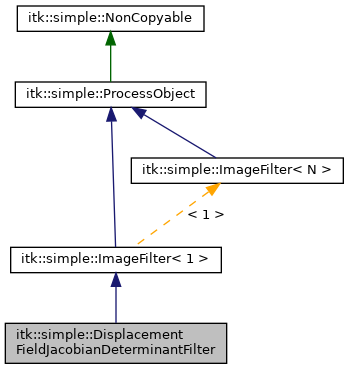 itk::simple::NonCopyable
itk::simple::ProcessObject
itk::simple::ImageFilter< N >
< 1 >
itk::simple::ImageFilter< 1 >
itk::simple::Displacement
FieldJacobianDeterminantFilter